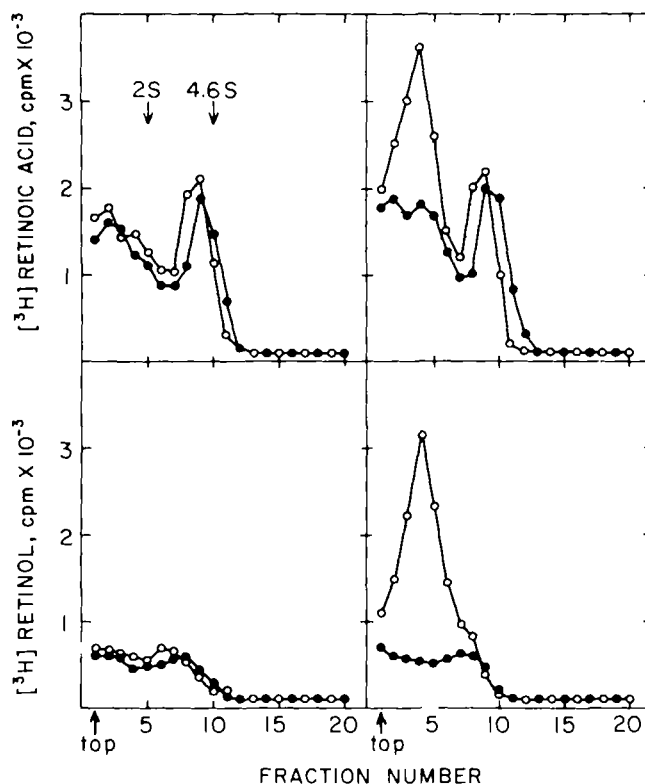 [³H] RETINOIC ACID, cpm X 10⁻³
3
2
1
2S
4.6S
[³H] RETINOL, cpm X 10⁻³
3
2
1
5
10
15
20
5
10
15
20
top
top
FRACTION NUMBER